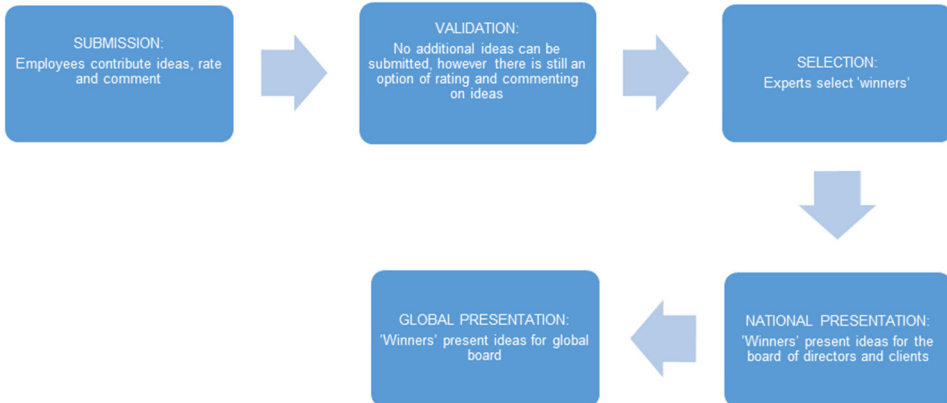 SUBMISSION:
Employees contribute ideas, rate
and comment
VALIDATION:
No additional ideas can be
submitted, however there is still an
option of rating and commenting
on ideas
SELECTION:
Experts select 'winners'
NATIONAL PRESENTATION:
'Winners' present ideas for the
board of directors and clients
GLOBAL PRESENTATION:
'Winners' present ideas for global
board